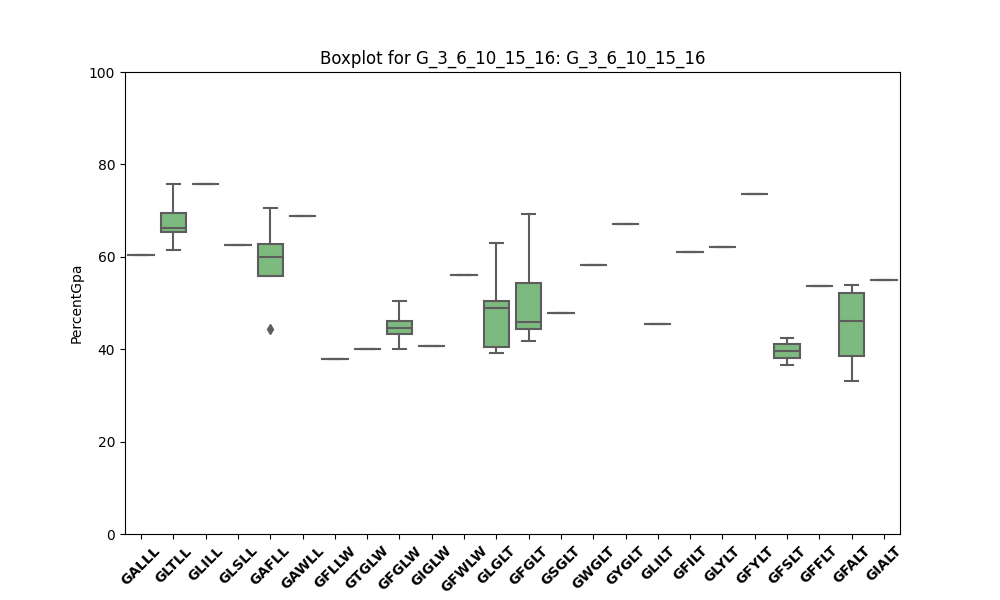 Boxplot for G_3_6_10_15_16: G_3_6_10_15_16
100
80
60
40
20
0
PercentGpa
GALLL
GLTLL
GLILL
GLSLL
GAFLL
GAWLL
GFLLW
GTGLW
GFGLW
GIGLW
GFWLW
GLGLT
GFGLT
GSGLT
GWGLT
GYGLT
GLILT
GFILT
GLYLT
GFYLT
GFSLT
GFFLT
GFALT
GIALT